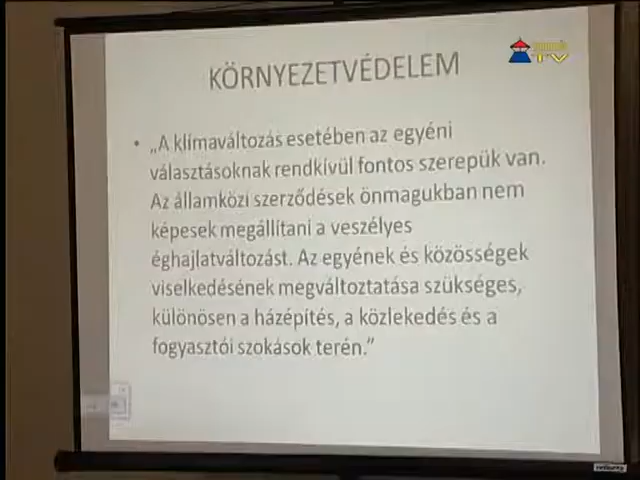 KÖRNYEZETVÉDELEM
• „A klímaváltozás esetében az egyéni
választásoknak rendkívül fontos szerepük van.
Az államközi szerződések önmagukban nem
képesek megállítani a veszélyes
éghajlatváltozást. Az egyének és közösségek
viselkedésének megváltoztatása szükséges,
különösen a házépítés, a közlekedés és a
fogyasztói szokások terén.”
TV